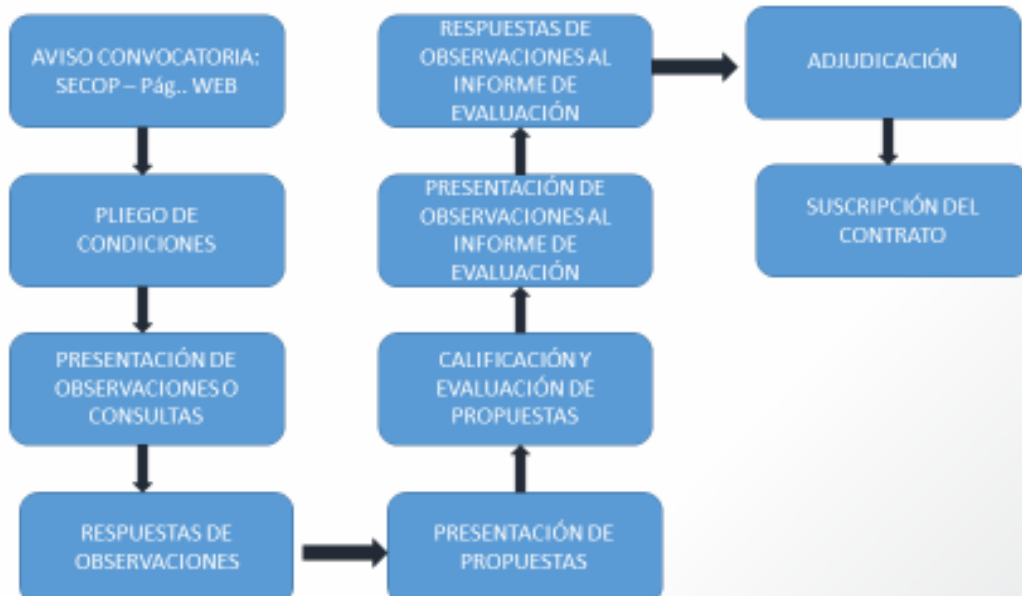 AVISO CONVOCATORIA:
SECOP – Pág.. WEB
PLIEGO DE
CONDICIONES
PRESENTACIÓN DE
OBSERVACIONES O
CONSULTAS
RESPUESTAS DE
OBSERVACIONES
PRESENTACIÓN DE
PROPUESTAS
CALIFICACIÓN Y
EVALUACIÓN DE
PROPUESTAS
PRESENTACIÓN DE
OBSERVACIONES AL
INFORME DE
EVALUACIÓN
RESPUESTAS DE
OBSERVACIONES AL
INFORME DE
EVALUACIÓN
ADJUDICACIÓN
SUSCRIPCIÓN DEL
CONTRATO